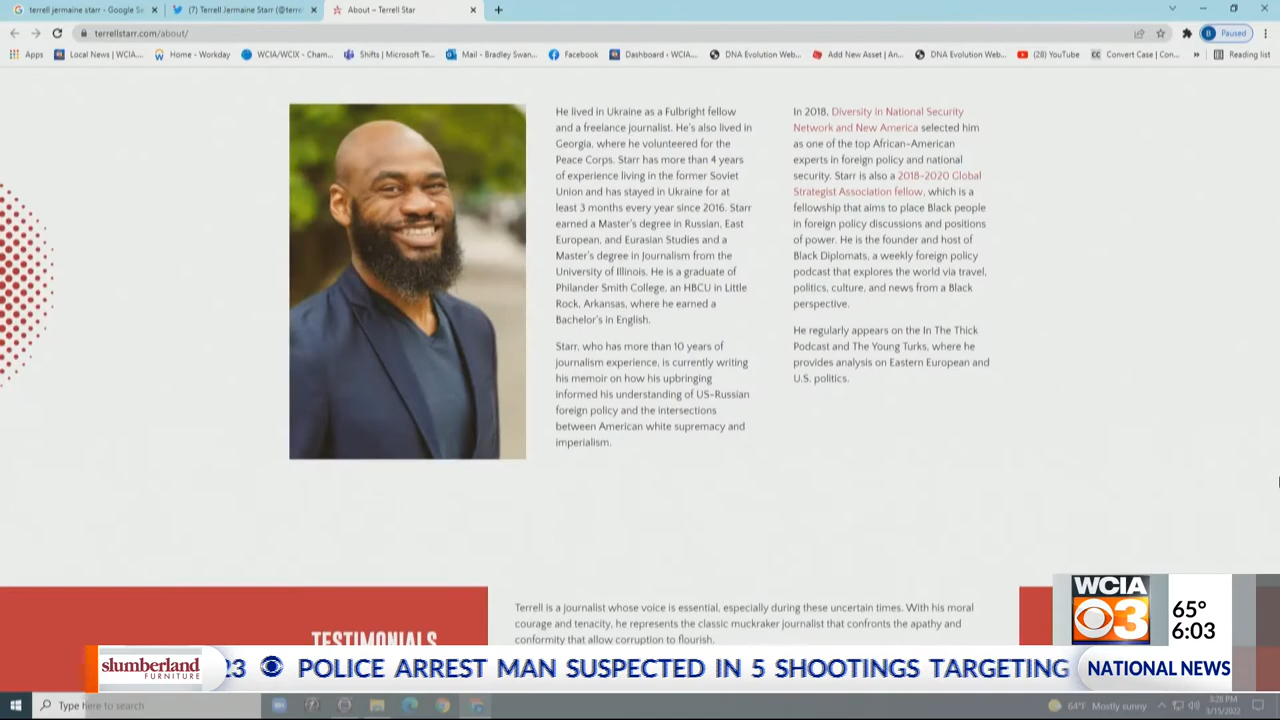 terrell jermaine starr - Google Se
(7) Terrell Jermaine Starr (@terre
About – Terrell Star
terrellstarr.com/about/
Paused
Apps
Local News | WCIA,...
Home - Workday
WCIA/WCIX - Cham...
Shifts | Microsoft Te...
Mail - Bradley Swan...
Facebook
Dashboard ‹ WCIA...
DNA Evolution Web...
Add New Asset | An...
DNA Evolution Web...
(28) YouTube
Convert Case | Con...
Reading list
He lived in Ukraine as a Fulbright fellow
and a freelance journalist. He's also lived in
Georgia, where he volunteered for the
Peace Corps. Starr has more than 4 years
of experience living in the former Soviet
Union and has stayed in Ukraine for at
least 3 months every year since 2016. Starr
earned a Master's degree in Russian, East
European, and Eurasian Studies and a
Master's degree in Journalism from the
University of Illinois. He is a graduate of
Philander Smith College, an HBCU in Little
Rock, Arkansas, where he earned a
Bachelor's in English.
Starr, who has more than 10 years of
journalism experience, is currently writing
his memoir on how his upbringing
informed his understanding of US-Russian
foreign policy and the intersections
between American white supremacy and
imperialism.
In 2018, Diversity in National Security
Network and New America selected him
as one of the top African-American
experts in foreign policy and national
security. Starr is also a 2018-2020 Global
Strategist Association fellow, which is a
fellowship that aims to place Black people
in foreign policy discussions and positions
of power. He is the founder and host of
Black Diplomats, a weekly foreign policy
podcast that explores the world via travel,
politics, culture, and news from a Black
perspective.
He regularly appears on the In The Thick
Podcast and The Young Turks, where he
provides analysis on Eastern European and
U.S. politics.
TESTIMONIALS
Terrell is a journalist whose voice is essential, especially during these uncertain times. With his moral
courage and tenacity, he represents the classic muckraker journalist that confronts the apathy and
conformity that allow corruption to flourish.
WCIA
3
65°
6:03
slumberland
FURNITURE
23 POLICE ARREST MAN SUSPECTED IN 5 SHOOTINGS TARGETING
NATIONAL NEWS
Type here to search
64°F Mostly sunny
3:28 PM
3/15/2022